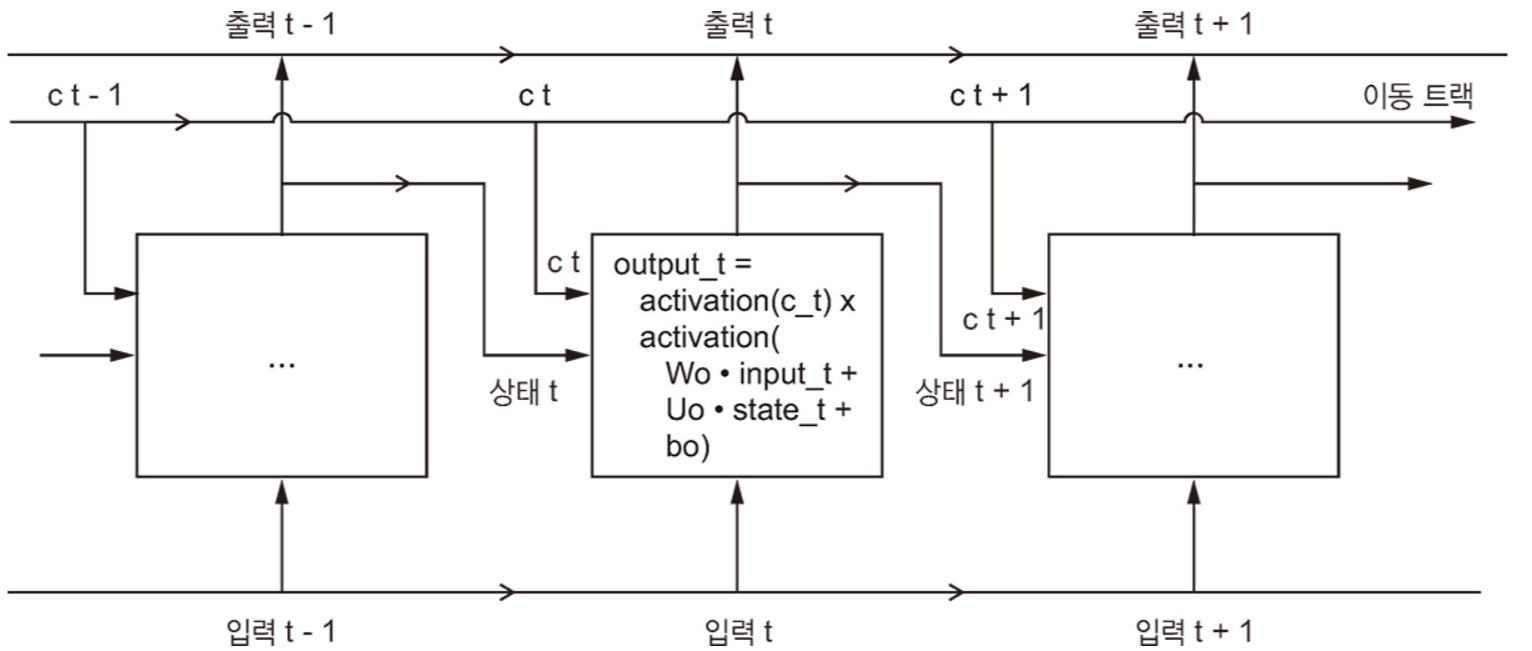 출력 t - 1
출력 t
출력 t + 1
c t - 1
c t
c t + 1
이동 트랙
c t
output_t =
activation(c_t) x
activation(
Wo • input_t +
Uo • state_t +
bo)
c t + 1
...
...
상태 t
상태 t + 1
입력 t - 1
입력 t
입력 t + 1